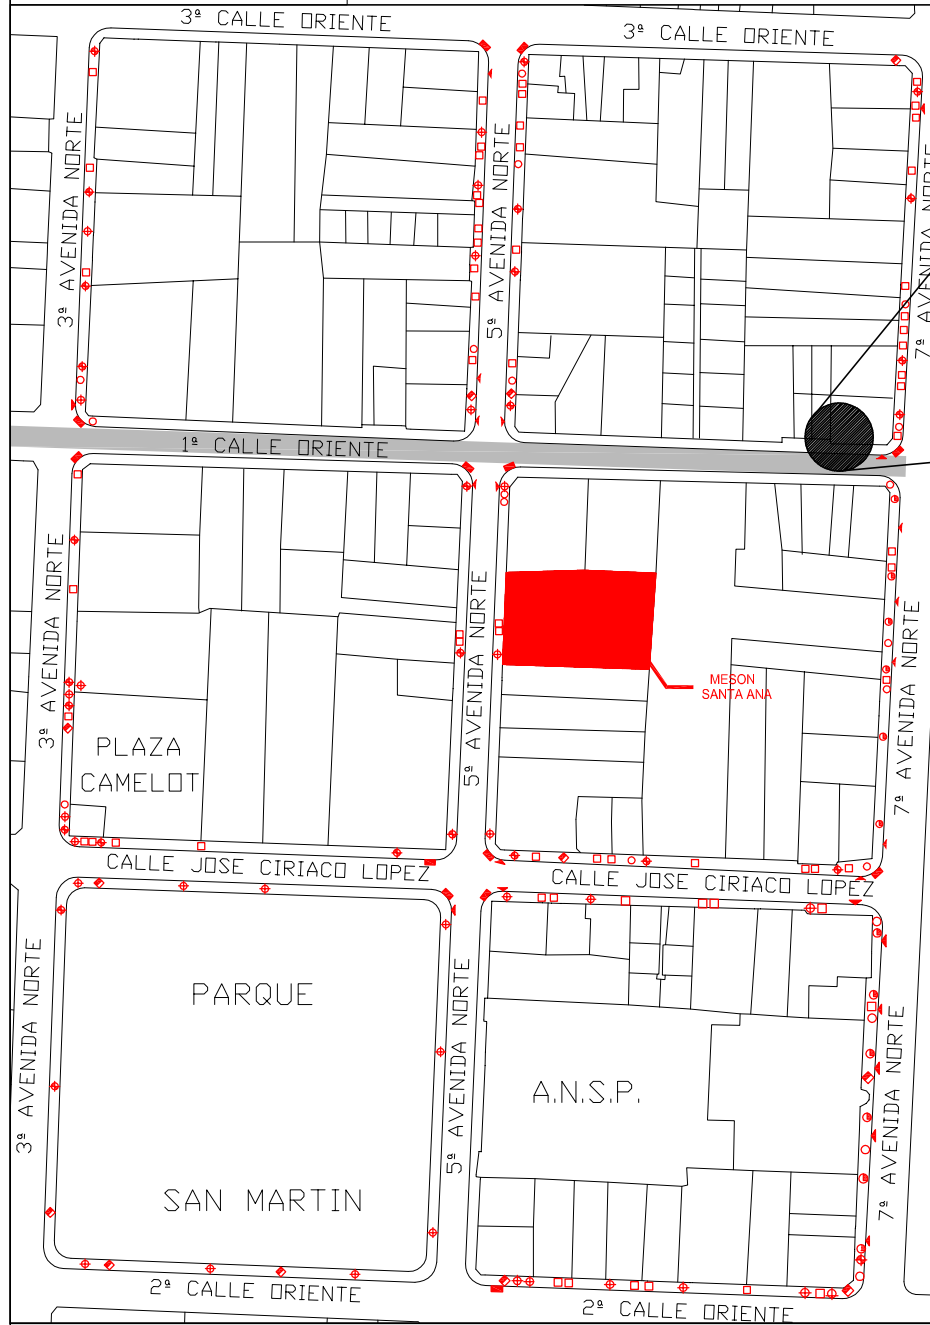 3ª CALLE ORIENTE
3ª CALLE ORIENTE
3ª AVENIDA NORTE
5ª AVENIDA NORTE
7ª AVENIDA NORTE
1ª CALLE ORIENTE
3ª AVENIDA NORTE
5ª AVENIDA NORTE
7ª AVENIDA NORTE
MESON
SANTA ANA
PLAZA
CAMELOT
CALLE JOSE CIRIACO LOPEZ
CALLE JOSE CIRIACO LOPEZ
3ª AVENIDA NORTE
5ª AVENIDA NORTE
7ª AVENIDA NORTE
PARQUE
SAN MARTIN
A.N.S.P.
2ª CALLE ORIENTE
2ª CALLE ORIENTE